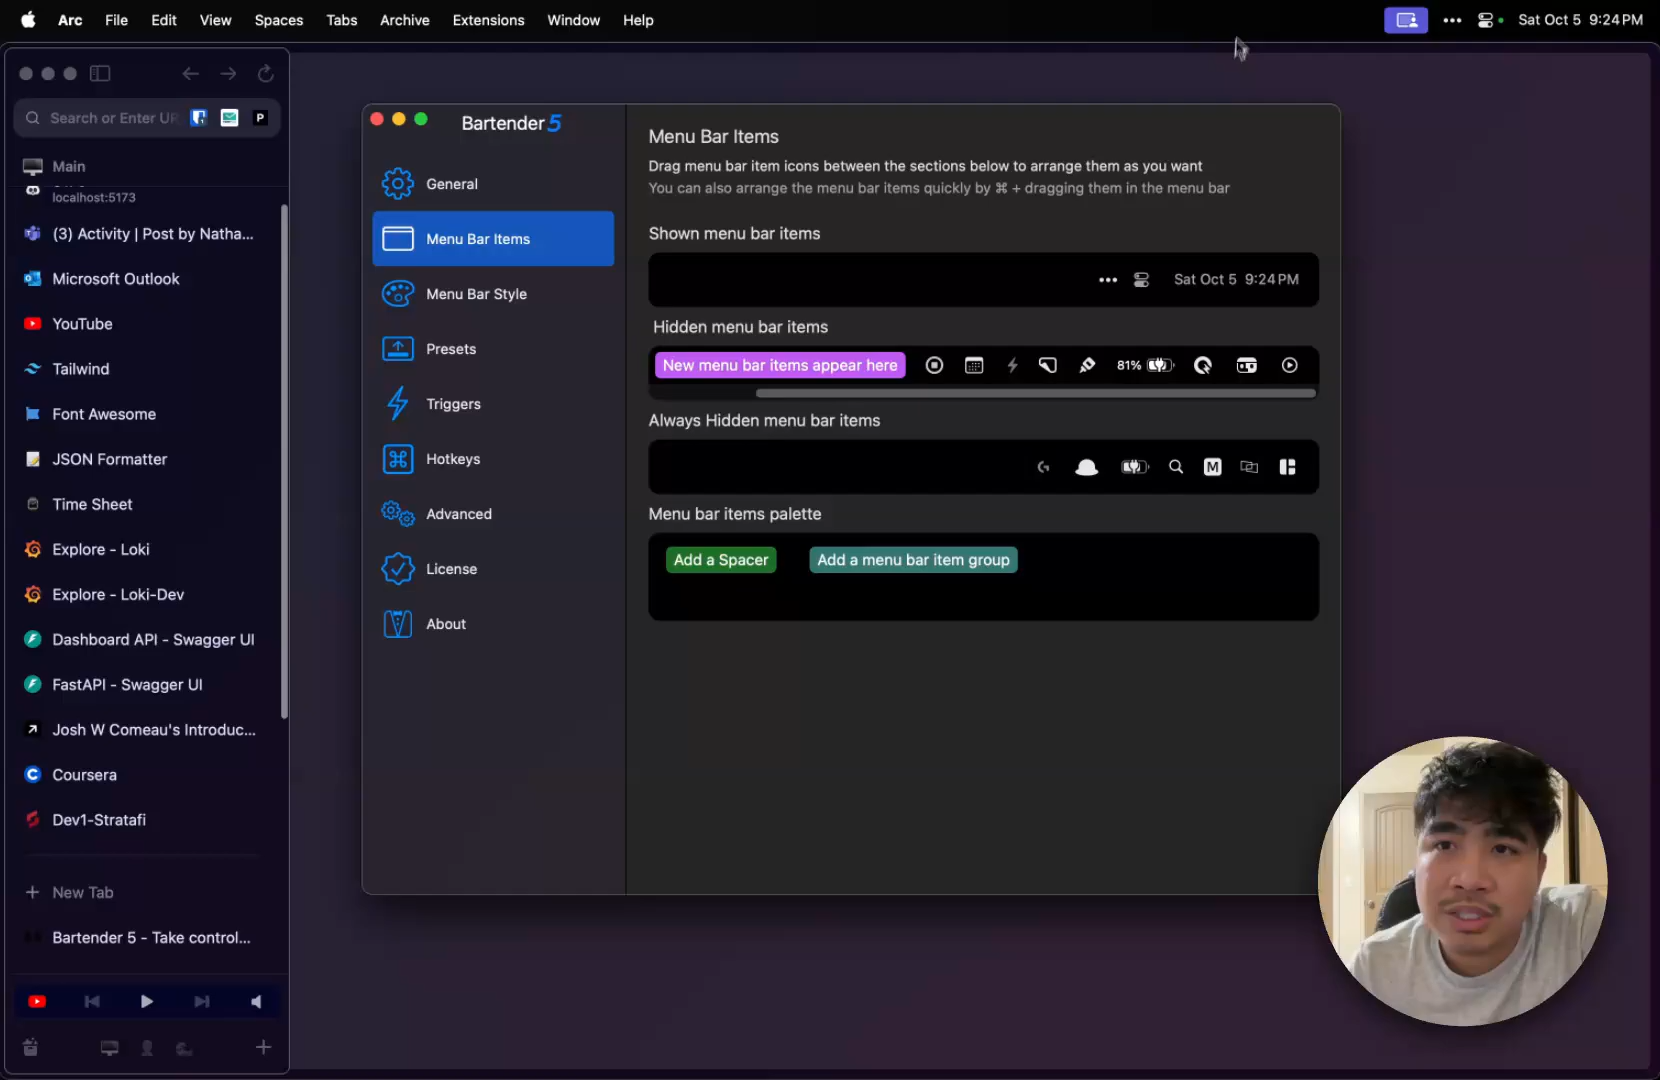 Arc File Edit View Spaces Tabs Archive Extensions Window Help
Sat Oct 5 9:24 PM
Search or Enter UR
P
Main
localhost:5173
(3) Activity | Post by Natha...
Microsoft Outlook
YouTube
Tailwind
Font Awesome
JSON Formatter
Time Sheet
Explore - Loki
Explore - Loki-Dev
Dashboard API - Swagger UI
FastAPI - Swagger UI
Josh W Comeau's Introduc...
Coursera
Dev1-Stratafi
New Tab
Bartender 5 - Take control...
Bartender 5
General
Menu Bar Items
Menu Bar Style
Presets
Triggers
Hotkeys
Advanced
License
About
Menu Bar Items
Drag menu bar item icons between the sections below to arrange them as you want
You can also arrange the menu bar items quickly by ⌘ + dragging them in the menu bar
Shown menu bar items
Sat Oct 5 9:24 PM
Hidden menu bar items
New menu bar items appear here
81%
Always Hidden menu bar items
M
Menu bar items palette
Add a Spacer
Add a menu bar item group